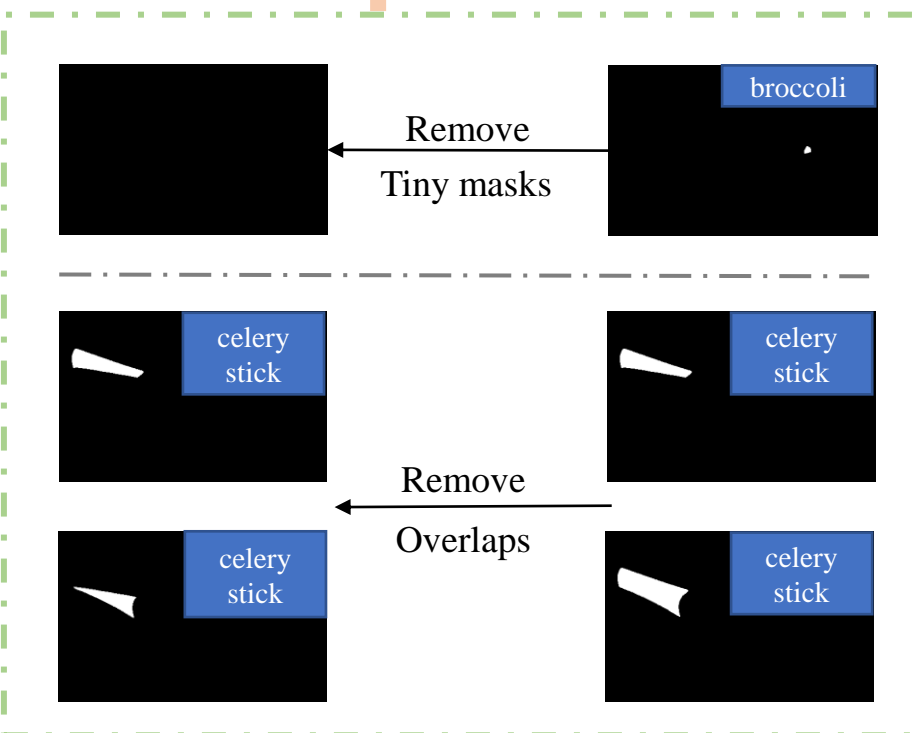 broccoli
Remove
Tiny masks
celery
stick
celery
stick
Remove
Overlaps
celery
stick
celery
stick